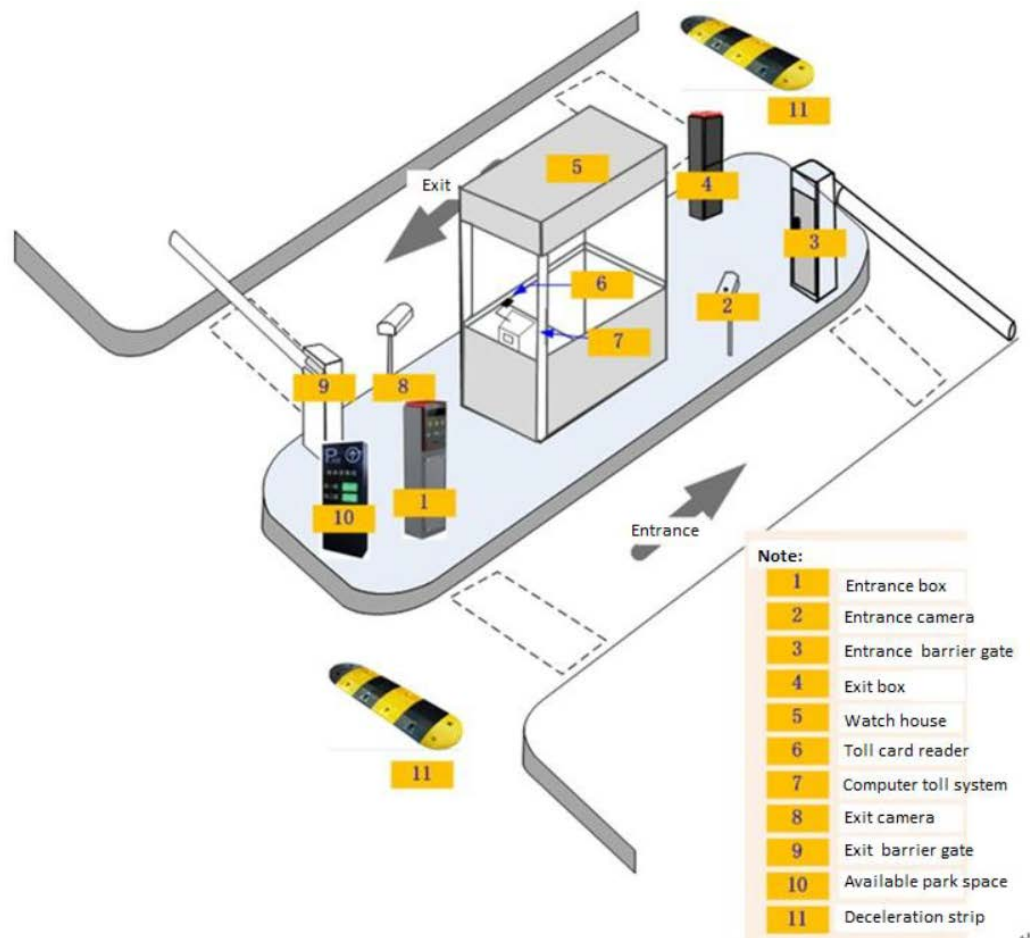 11
5
Exit
4
3
6
2
7
9
8
P
10
1
Entrance
11
Note:
1 Entrance box
2 Entrance camera
3 Entrance barrier gate
4 Exit box
5 Watch house
6 Toll card reader
7 Computer toll system
8 Exit camera
9 Exit barrier gate
10 Available park space
11 Deceleration strip